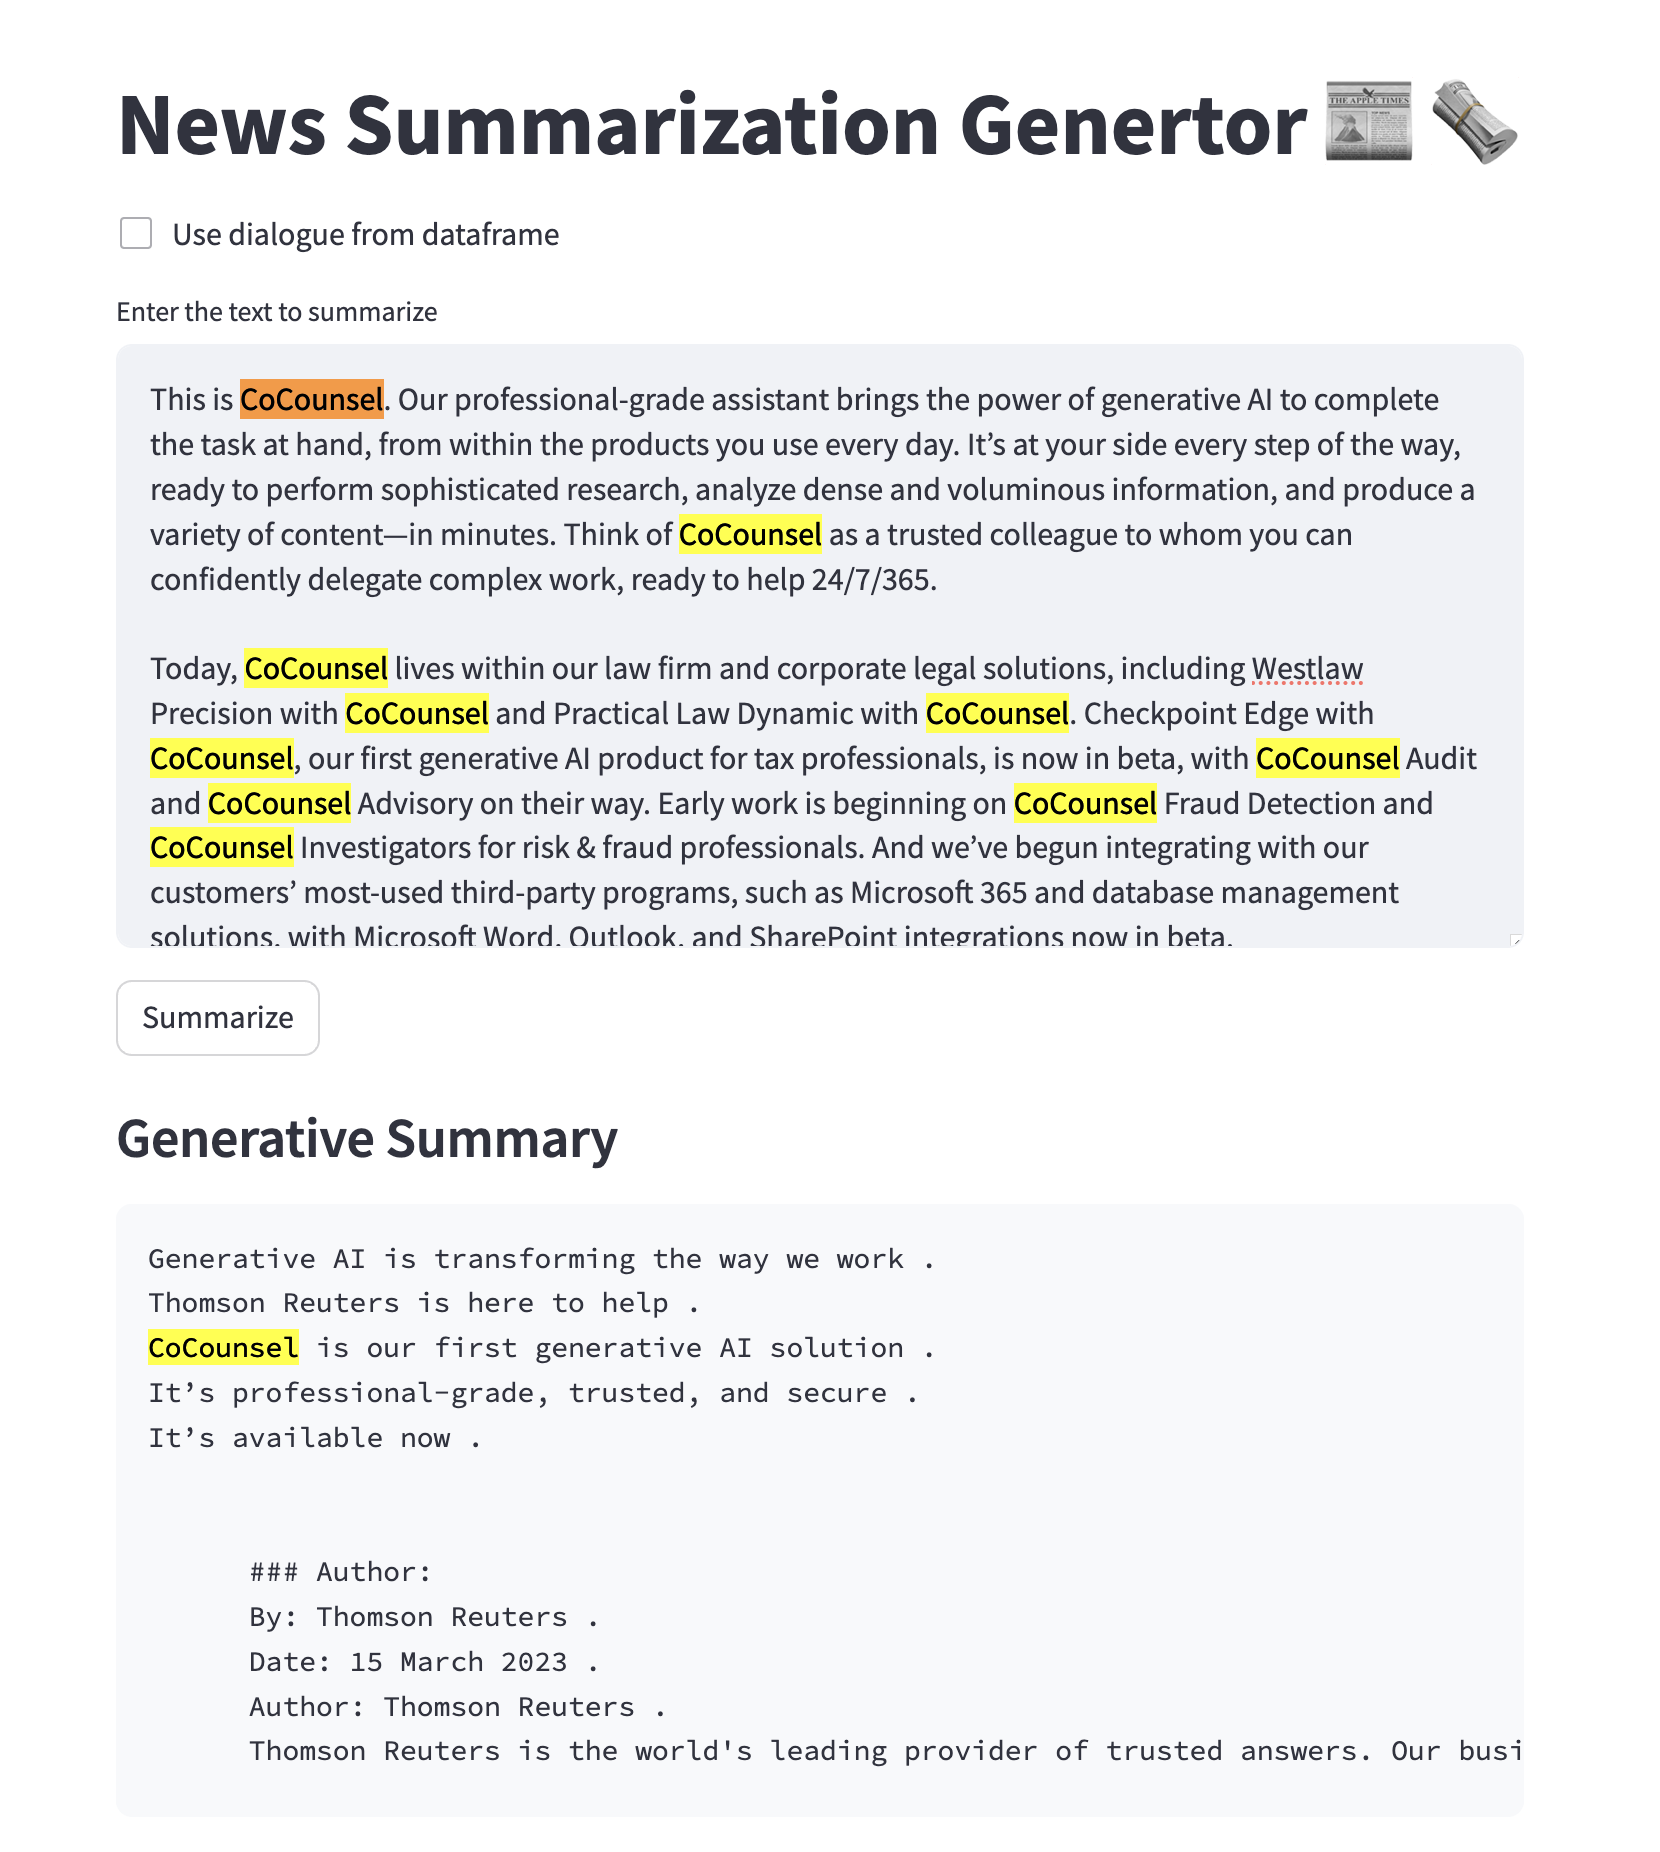 News Summarization Genertor
THE APPLE TIMES
Use dialogue from dataframe
Enter the text to summarize
This is CoCounsel. Our professional-grade assistant brings the power of generative AI to complete
the task at hand, from within the products you use every day. It’s at your side every step of the way,
ready to perform sophisticated research, analyze dense and voluminous information, and produce a
variety of content—in minutes. Think of CoCounsel as a trusted colleague to whom you can
confidently delegate complex work, ready to help 24/7/365.
Today, CoCounsel lives within our law firm and corporate legal solutions, including Westlaw
Precision with CoCounsel and Practical Law Dynamic with CoCounsel. Checkpoint Edge with
CoCounsel, our first generative AI product for tax professionals, is now in beta, with CoCounsel Audit
and CoCounsel Advisory on their way. Early work is beginning on CoCounsel Fraud Detection and
CoCounsel Investigators for risk & fraud professionals. And we’ve begun integrating with our
customers’ most-used third-party programs, such as Microsoft 365 and database management
solutions, with Microsoft Word, Outlook, and SharePoint integrations now in beta.
Summarize
Generative Summary
Generative AI is transforming the way we work .
Thomson Reuters is here to help .
CoCounsel is our first generative AI solution .
It’s professional-grade, trusted, and secure .
It’s available now .
### Author:
By: Thomson Reuters .
Date: 15 March 2023 .
Author: Thomson Reuters .
Thomson Reuters is the world's leading provider of trusted answers. Our busi